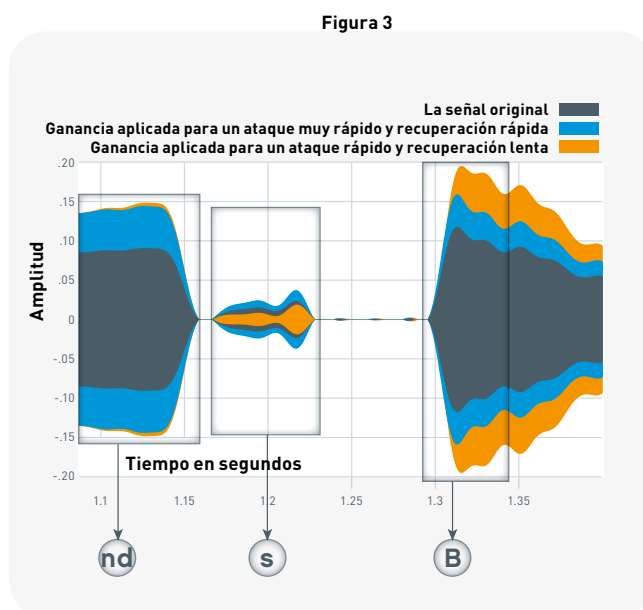 Figura 3
La señal original
Ganancia aplicada para un ataque muy rápido y recuperación rápida
Ganancia aplicada para un ataque rápido y recuperación lenta
Amplitud
.20
.15
.10
.05
0
-.05
-.10
-.15
-.20
Tiempo en segundos
1.1 1.15 1.2 1.25 1.3 1.35
nd s B